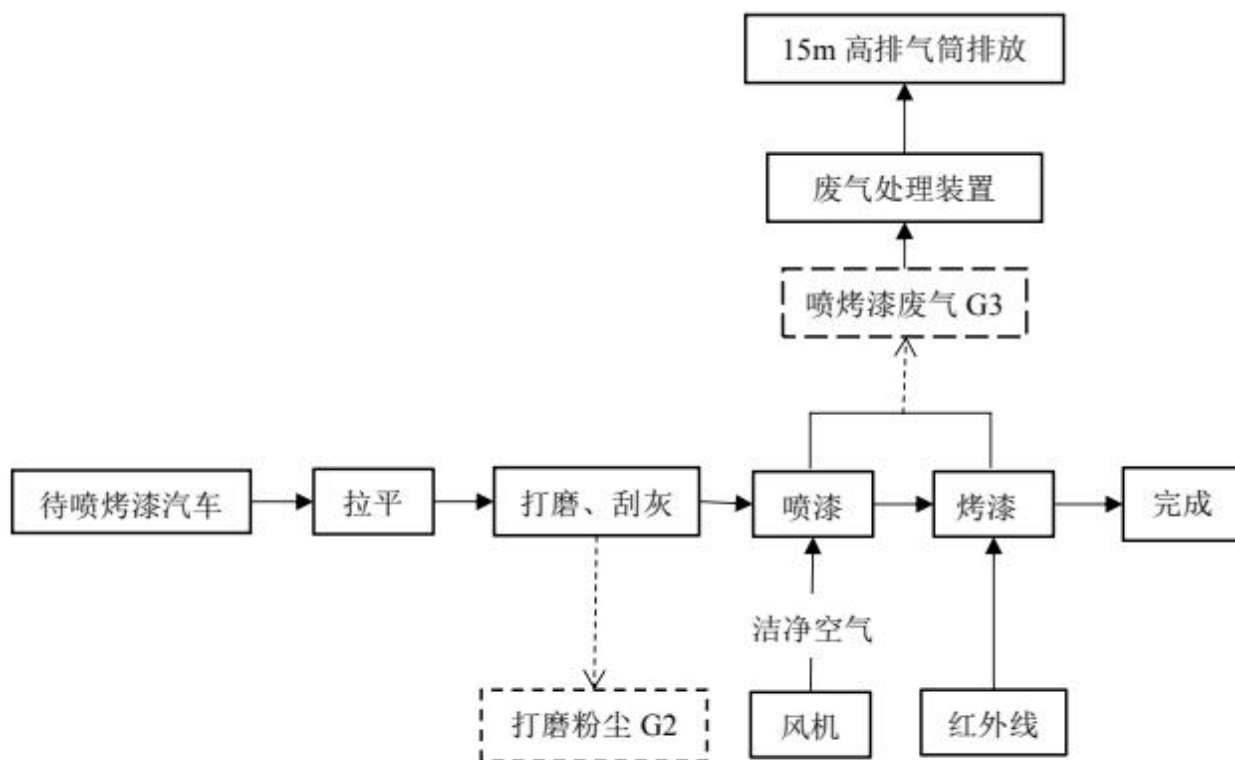 15m 高排气筒排放
废气处理装置
喷烤漆废气 G3
待喷烤漆汽车
拉平
打磨、刮灰
喷漆
烤漆
完成
洁净空气
打磨粉尘 G2
风机
红外线